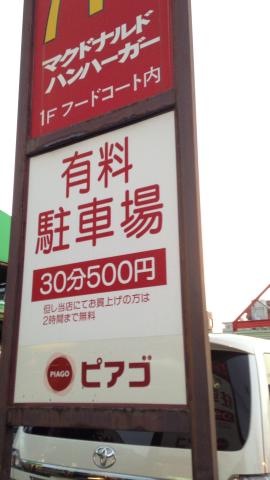 マクドナルド
ハンバーガー
1F フードコート内
有料
駐車場
30分500円
但し当店にてお買上げの方は
2時間まで無料
PIAGO ピアゴ